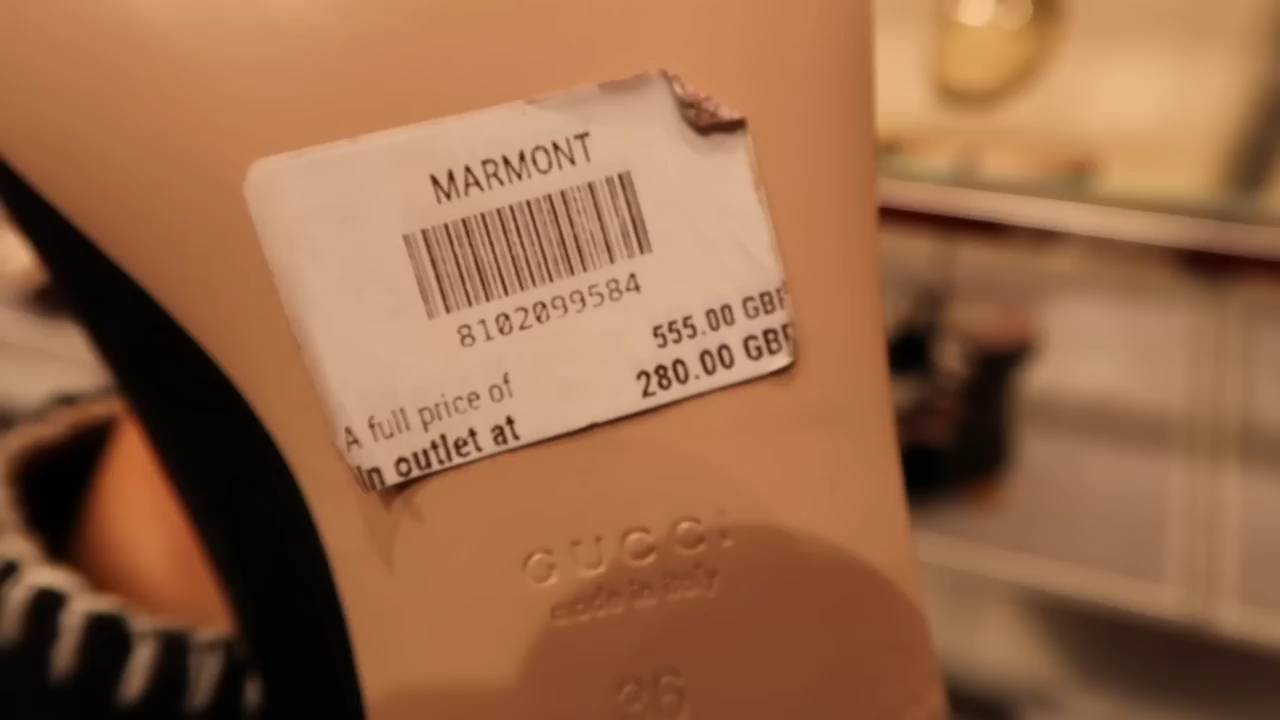 MARMONT
8102099584
A full price of 555.00 GBP
In outlet at 280.00 GBP
GUCCI
made in italy
36